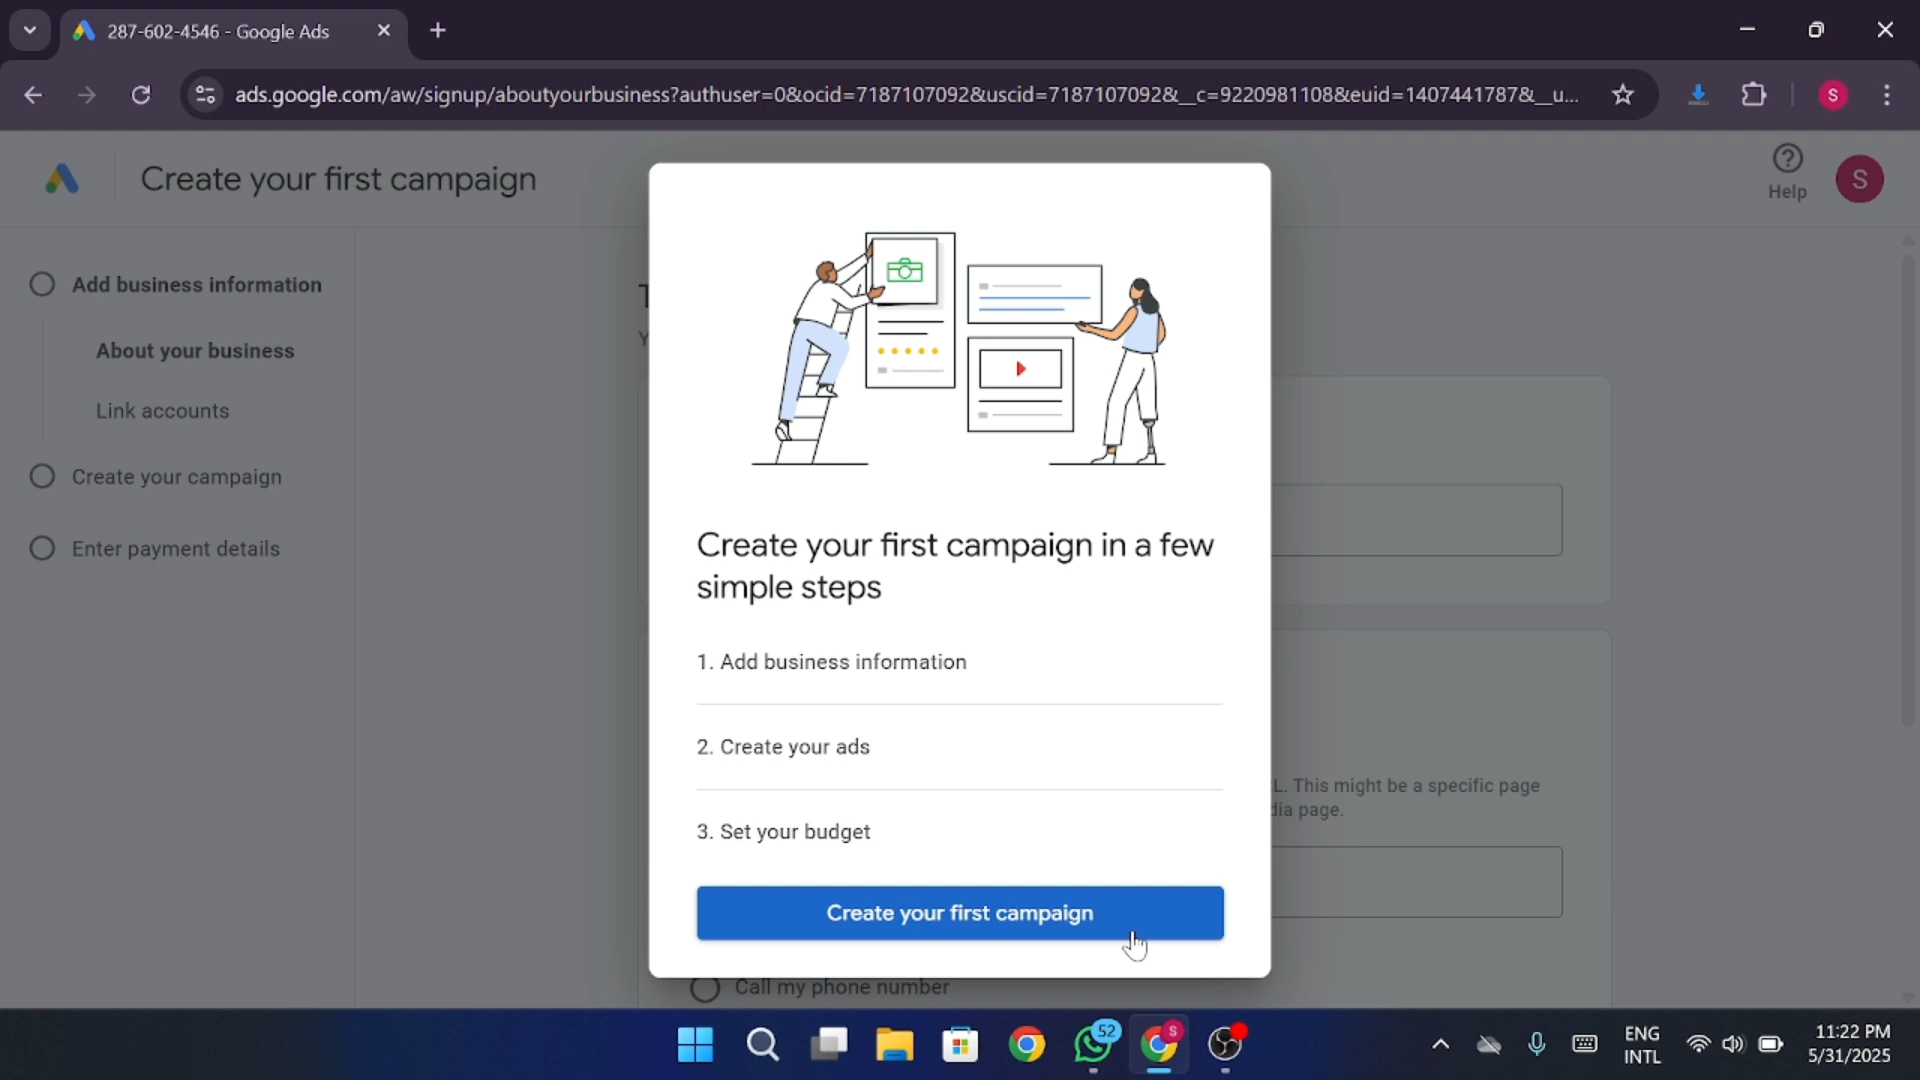 287-602-4546 - Google Ads
ads.google.com/aw/signup/aboutyourbusiness?authuser=0&ocid=7187107092&uscid=7187107092&__c=9220981108&euid=1407441787&__u...
S
Create your first campaign
Help
S
Add business information
About your business
Link accounts
Create your campaign
Enter payment details
Create your first campaign in a few
simple steps
1. Add business information
2. Create your ads
3. Set your budget
Create your first campaign
L. This might be a specific page
dia page.
Call my phone number
52
S
ENG
INTL
11:22 PM
5/31/2025